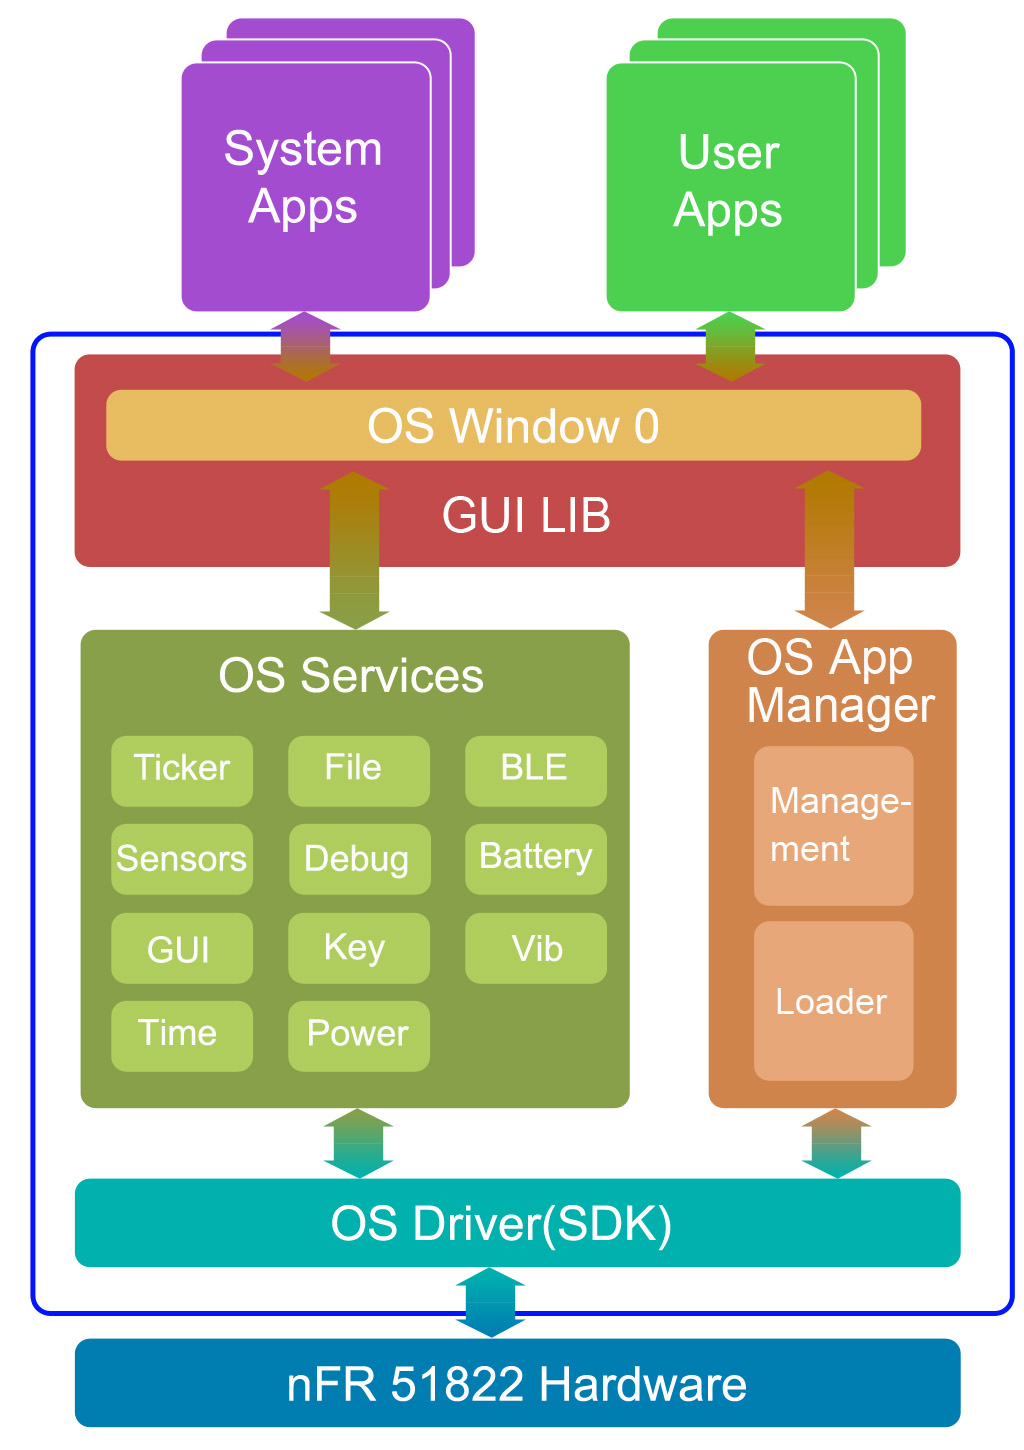 System
Apps
User
Apps
OS Window 0
GUI LIB
OS Services
Ticker
File
BLE
Sensors
Debug
Battery
GUI
Key
Vib
Time
Power
OS App
Manager
Manage-
ment
Loader
OS Driver(SDK)
nFR 51822 Hardware